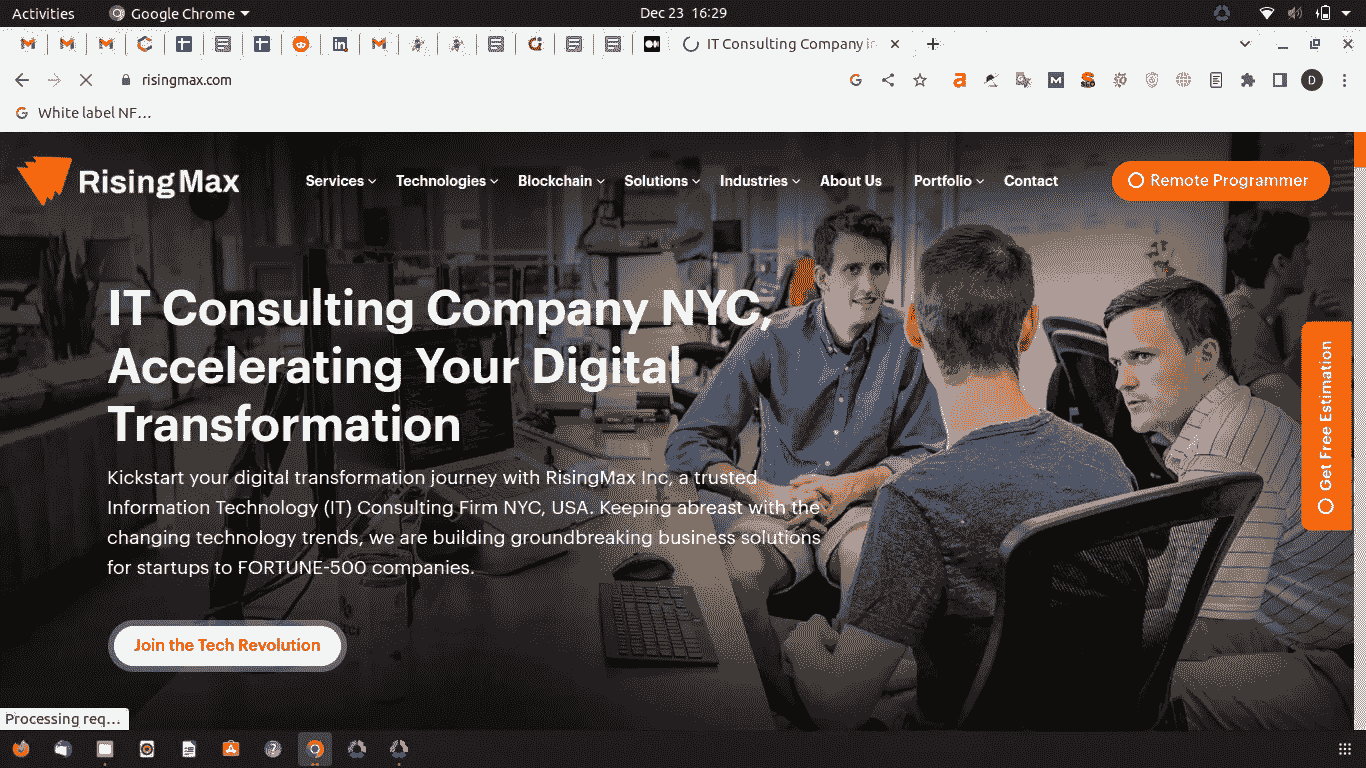 Activities
Google Chrome
Dec 23 16:29
IT Consulting Company in
risingmax.com
D
White label NF…
RisingMax
Services
Technologies
Blockchain
Solutions
Industries
About Us
Portfolio
Contact
Remote Programmer
IT Consulting Company NYC,
Accelerating Your Digital
Transformation
Kickstart your digital transformation journey with RisingMax Inc, a trusted
Information Technology (IT) Consulting Firm NYC, USA. Keeping abreast with the
changing technology trends, we are building groundbreaking business solutions
for startups to FORTUNE-500 companies.
Join the Tech Revolution
Get Free Estimation
Processing req…